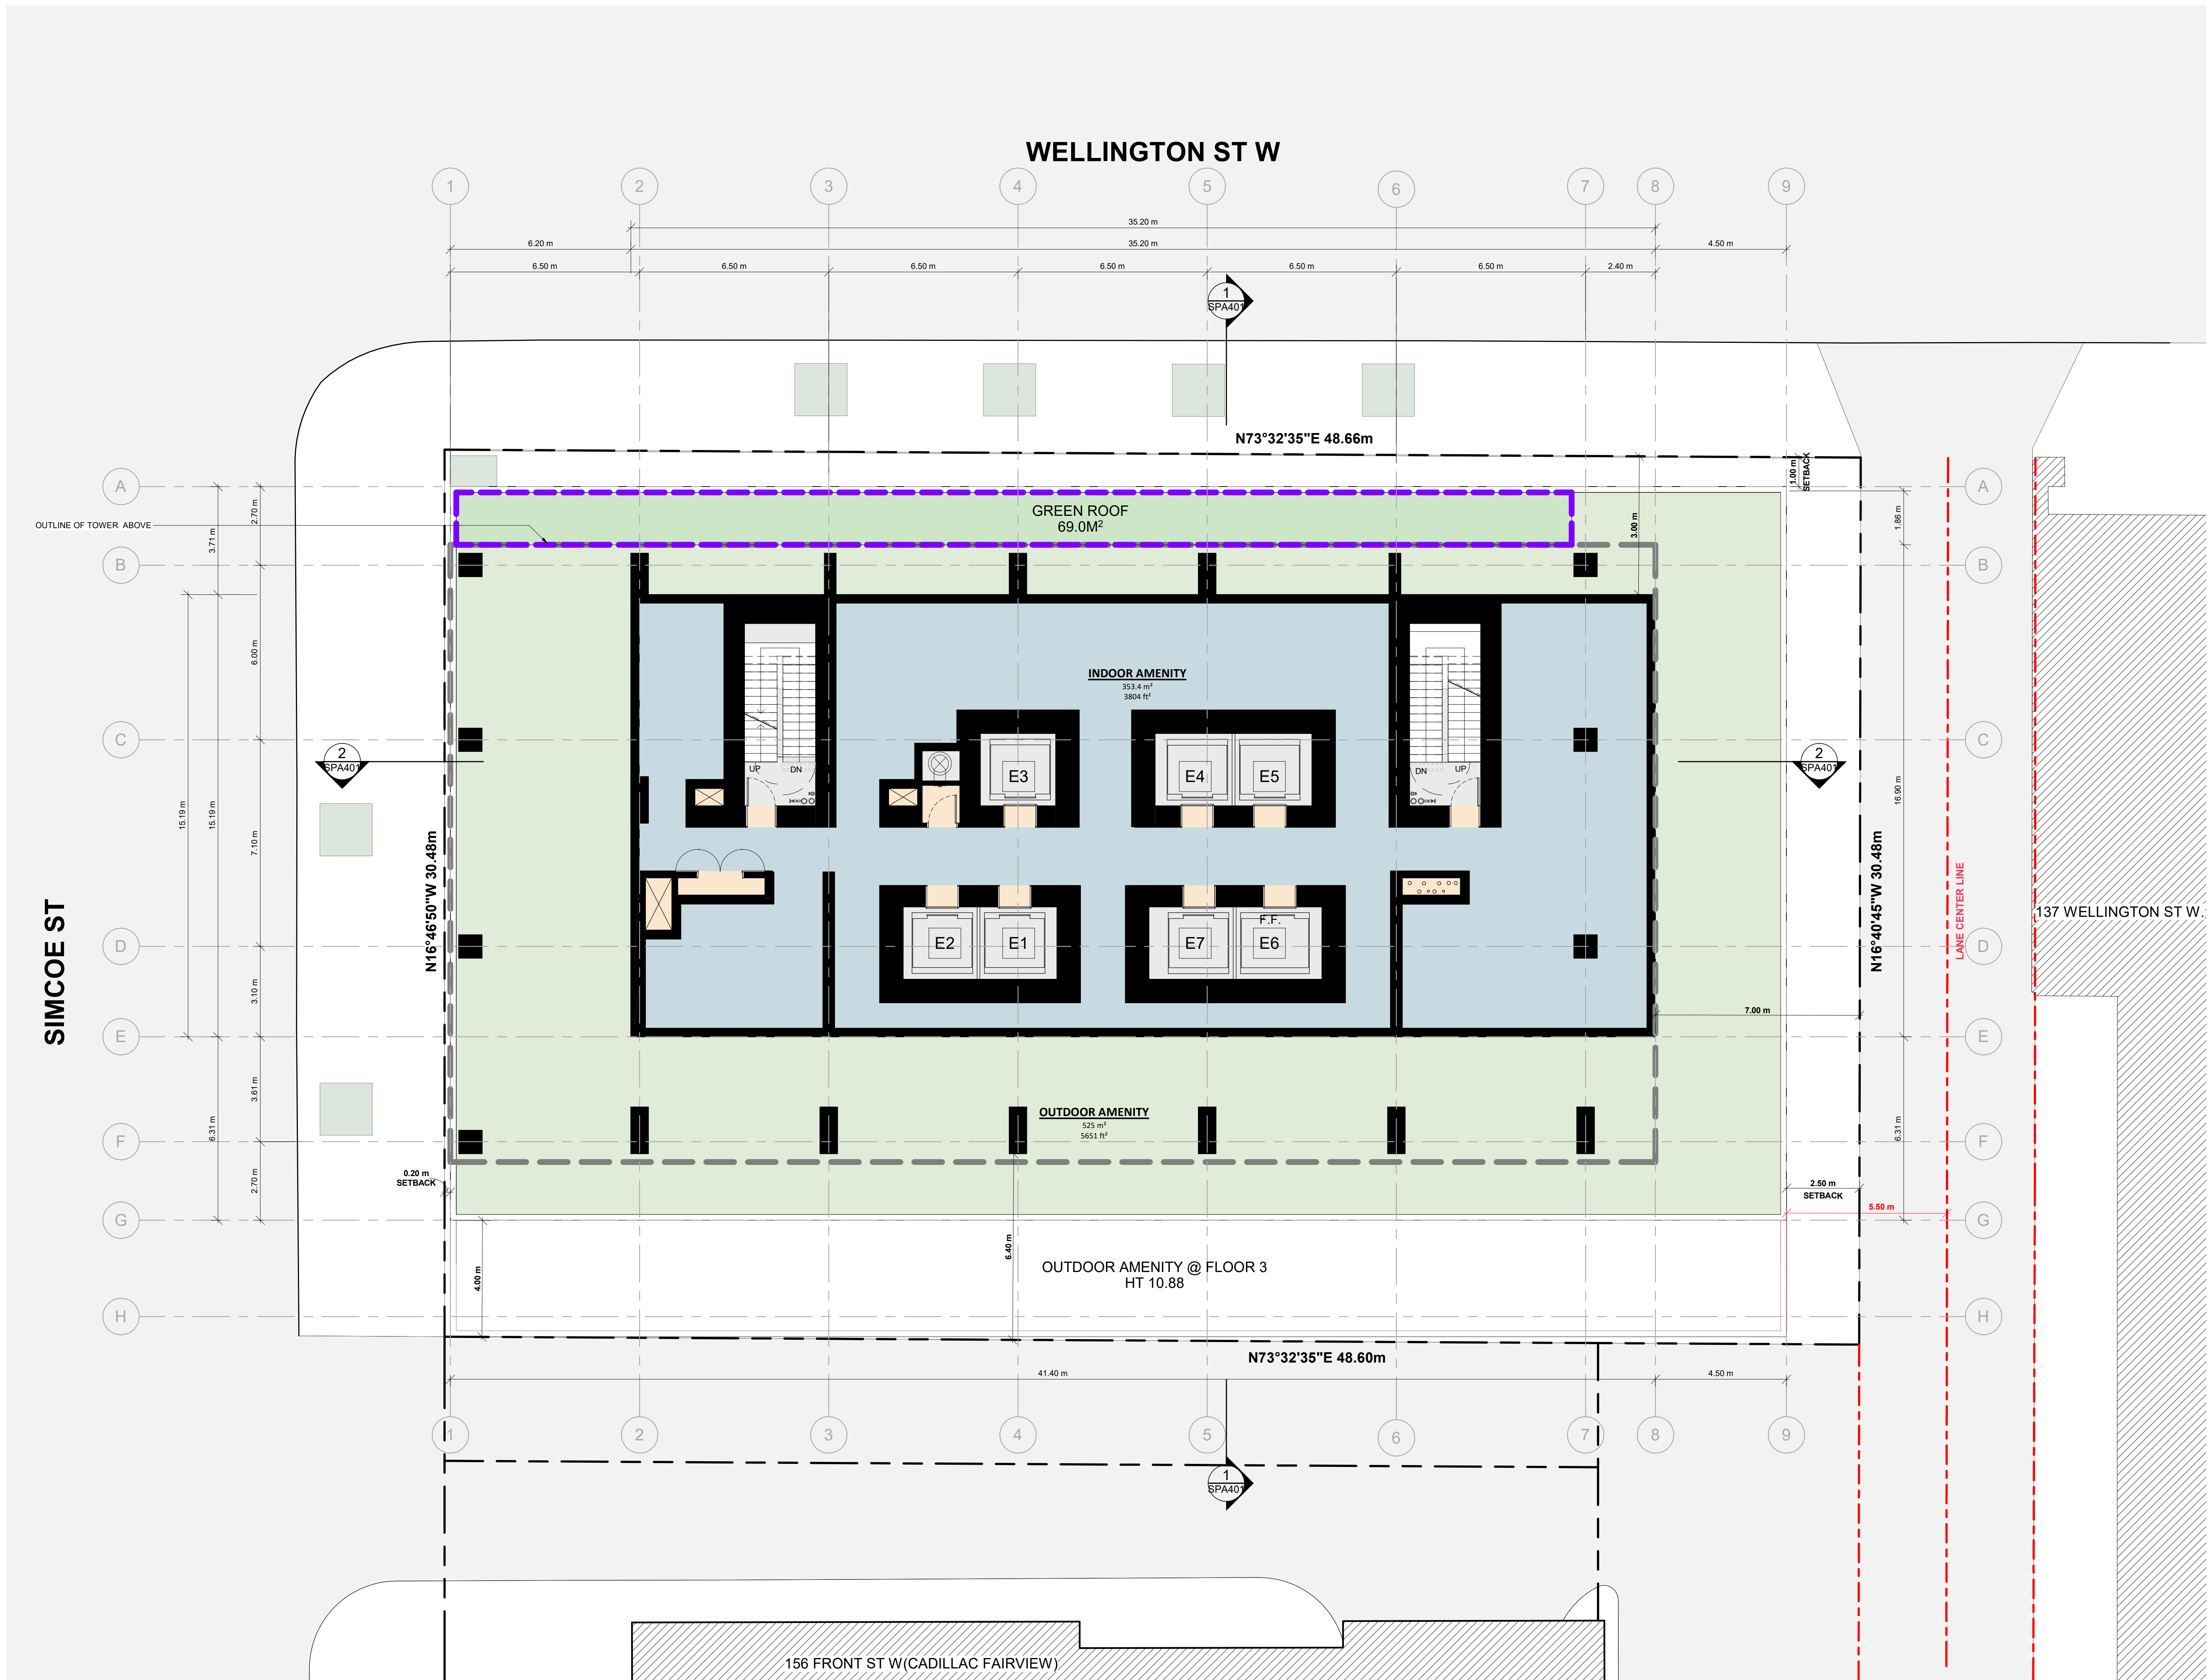 WELLINGTON ST W
1 2 3 4 5 6 7 8 9
35.20 m
6.20 m 35.20 m 4.50 m
6.50 m 6.50 m 6.50 m 6.50 m 6.50 m 6.50 m 2.40 m
1
SPA401
N73°32'35"E 48.66m
1.00 m
SETBACK
A A
GREEN ROOF
69.0M²
OUTLINE OF TOWER ABOVE
2.70 m
3.71 m
3.00 m
1.86 m
B B
6.00 m
INDOOR AMENITY
353.4 m²
3804 ft²
C C
2
SPA401
2
SPA401
UP DN
E3
E4 E5
DN UP
16.90 m
15.19 m
15.19 m
7.10 m
N16°46'50"W 30.48m
N16°40'45"W 30.48m
LANE CENTER LINE
137 WELLINGTON ST W.
SIMCOE ST
F.F.
D D
E2 E1
E7 E6
3.10 m
7.00 m
E E
3.61 m
6.31 m
OUTDOOR AMENITY
525 m²
5651 ft²
6.31 m
F F
0.20 m
SETBACK
2.70 m
2.50 m
SETBACK
5.50 m
G G
4.00 m
6.40 m
OUTDOOR AMENITY @ FLOOR 3
HT 10.88
H H
N73°32'35"E 48.60m
41.40 m 4.50 m
1 2 3 4 5 6 7 8 9
1
SPA401
156 FRONT ST W(CADILLAC FAIRVIEW)